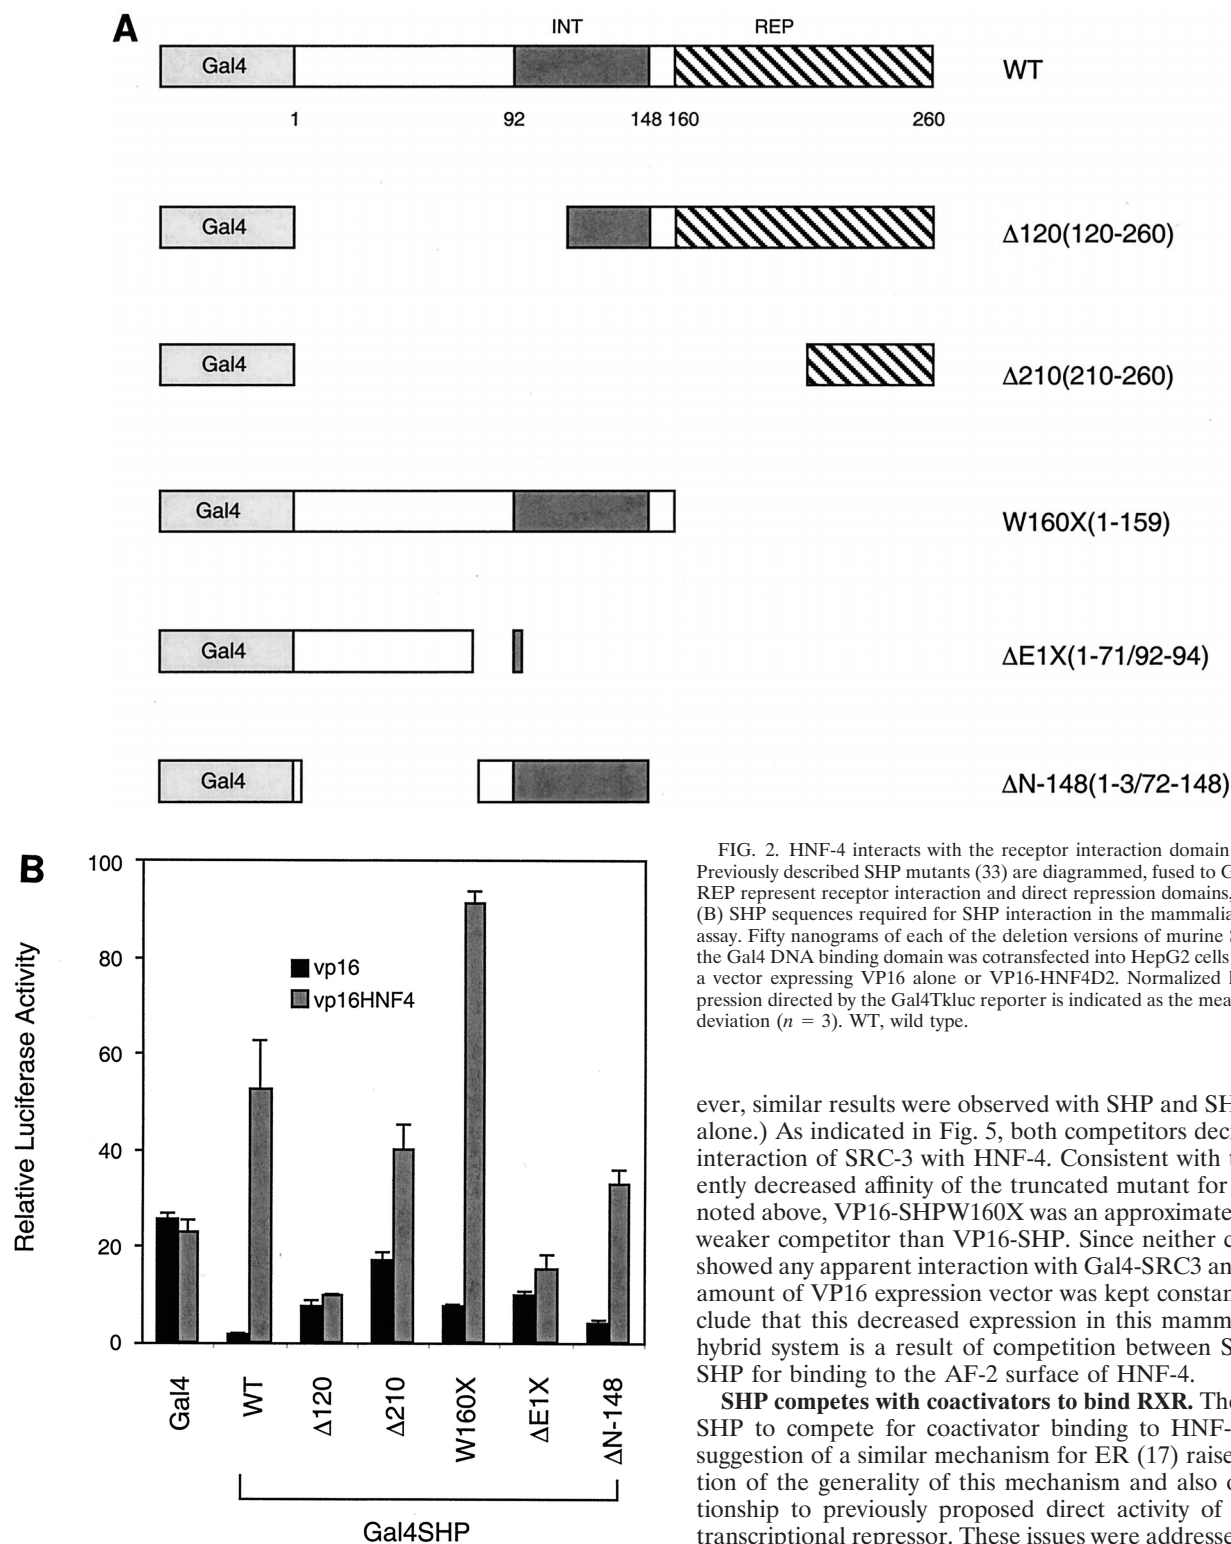 A
INT REP
Gal4 WT
1 92 148 160 260
Gal4 Δ120(120-260)
Gal4 Δ210(210-260)
Gal4 W160X(1-159)
Gal4 ΔE1X(1-71/92-94)
Gal4 ΔN-148(1-3/72-148)
B
Relative Luciferase Activity
100
80
60
40
20
0
vp16
vp16HNF4
Gal4 WT Δ120 Δ210 W160X ΔE1X ΔN-148
Gal4SHP
FIG. 2. HNF-4 interacts with the receptor interaction domain
Previously described SHP mutants (33) are diagrammed, fused to G
REP represent receptor interaction and direct repression domains,
(B) SHP sequences required for SHP interaction in the mammalia
assay. Fifty nanograms of each of the deletion versions of murine S
the Gal4 DNA binding domain was cotransfected into HepG2 cells
a vector expressing VP16 alone or VP16-HNF4D2. Normalized l
pression directed by the Gal4Tkluc reporter is indicated as the mea
deviation (n = 3). WT, wild type.
ever, similar results were observed with SHP and SH
alone.) As indicated in Fig. 5, both competitors decr
interaction of SRC-3 with HNF-4. Consistent with t
ently decreased affinity of the truncated mutant for
noted above, VP16-SHPW160X was an approximate
weaker competitor than VP16-SHP. Since neither c
showed any apparent interaction with Gal4-SRC3 an
amount of VP16 expression vector was kept constan
clude that this decreased expression in this mamm
hybrid system is a result of competition between S
SHP for binding to the AF-2 surface of HNF-4.
SHP competes with coactivators to bind RXR. The
SHP to compete for coactivator binding to HNF-
suggestion of a similar mechanism for ER (17) raise
tion of the generality of this mechanism and also o
tionship to previously proposed direct activity of
transcriptional repressor. These issues were addresse